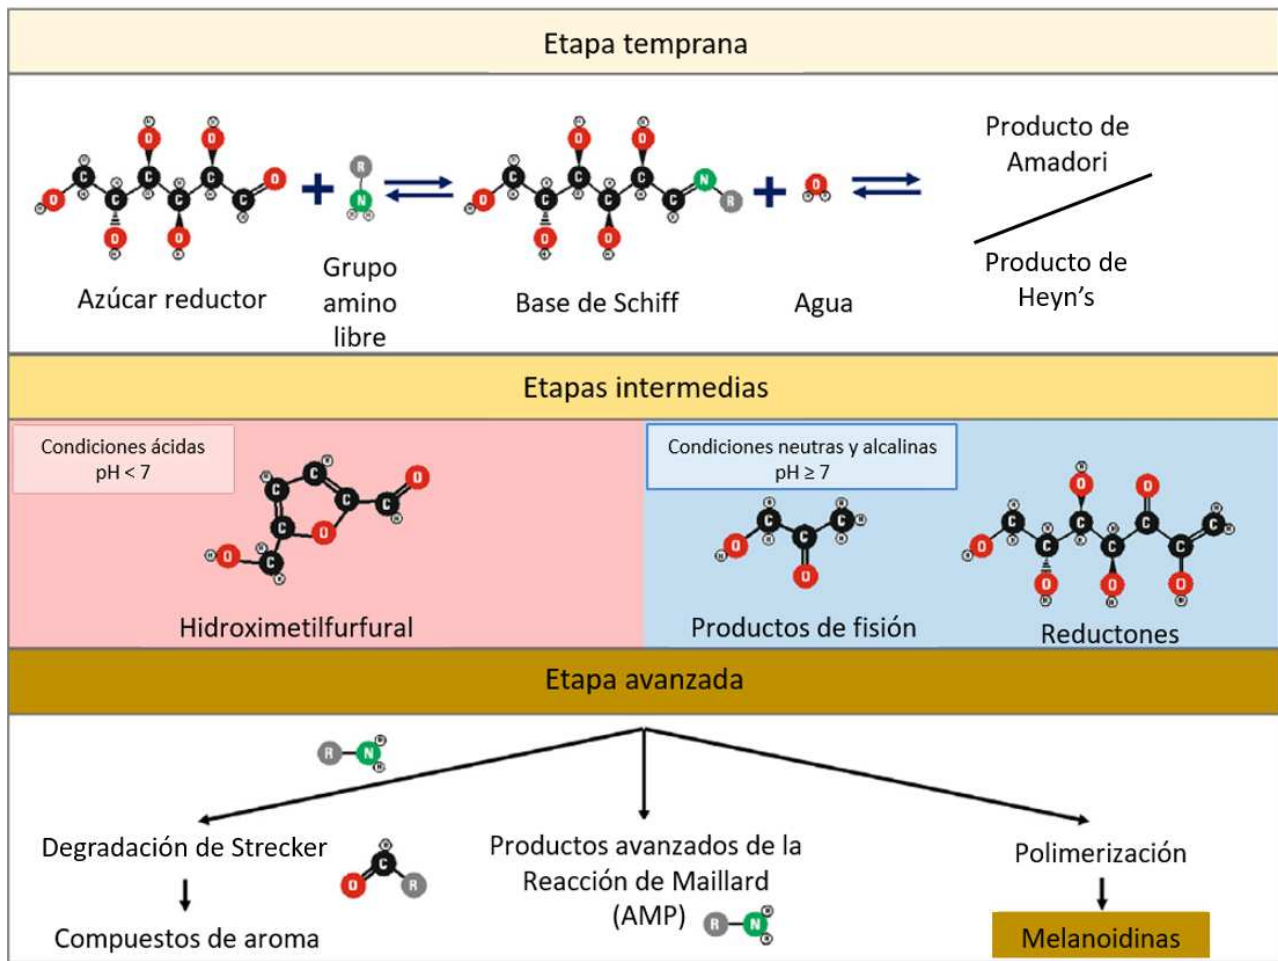 Etapa temprana
Producto de
Amadori
Producto de
Heyn's
Azúcar reductor
Grupo
amino
libre
Base de Schiff
Agua
Etapas intermedias
Condiciones ácidas
pH < 7
Condiciones neutras y alcalinas
pH ≥ 7
Hidroximetilfurfural
Productos de fisión
Reductones
Etapa avanzada
Degradación de Strecker
Compuestos de aroma
Productos avanzados de la
Reacción de Maillard
(AMP)
Polimerización
Melanoidinas